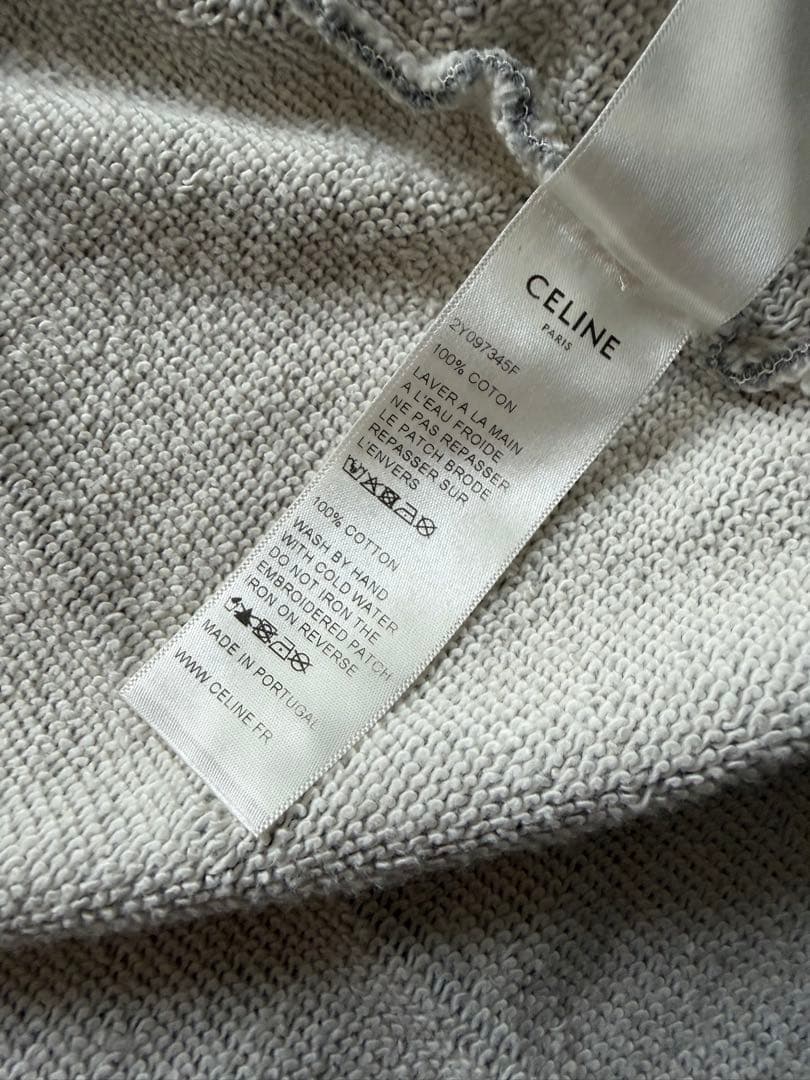 CELINE
PARIS
2Y097345F
100% COTON
LAVER A LA MAIN
A L'EAU FROIDE
NE PAS REPASSER
LE PATCH BRODE
REPASSER SUR
L'ENVERS
100% COTTON
WASH BY HAND
WITH COLD WATER
DO NOT IRON THE
EMBROIDERED PATCH
IRON ON REVERSE
MADE IN PORTUGAL
WWW.CELINE.FR